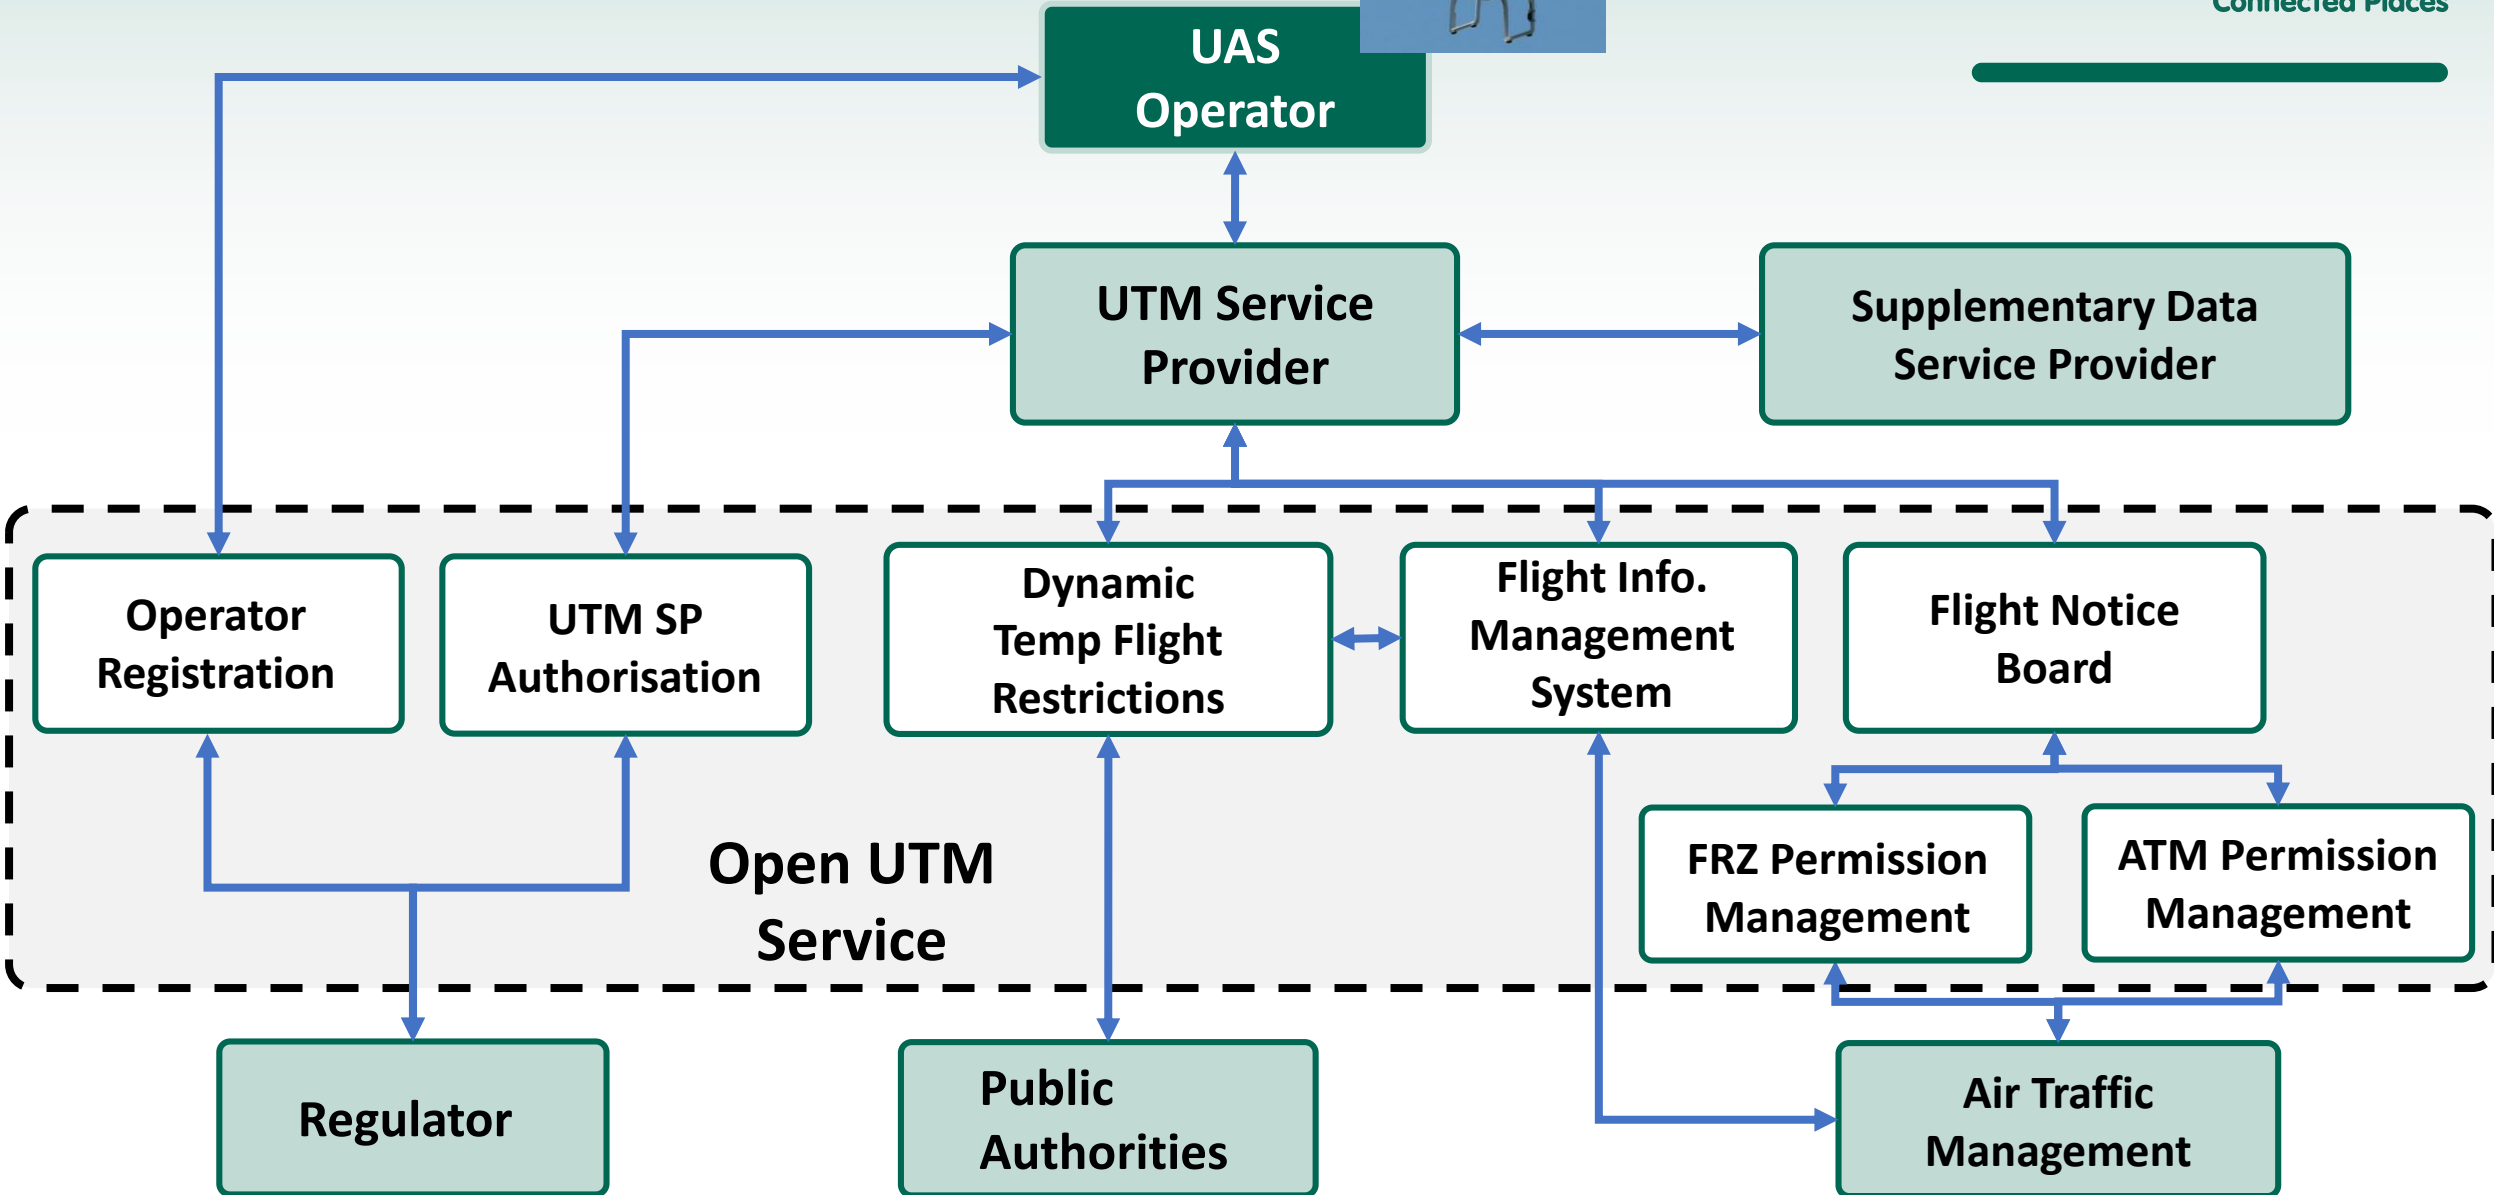 Connected Places
UAS
Operator
UTM Service
Provider
Supplementary Data
Service Provider
Operator
Registration
UTM SP
Authorisation
Dynamic
Temp Flight
Restrictions
Flight Info.
Management
System
Flight Notice
Board
FRZ Permission
Management
ATM Permission
Management
Open UTM
Service
Regulator
Public
Authorities
Air Traffic
Management